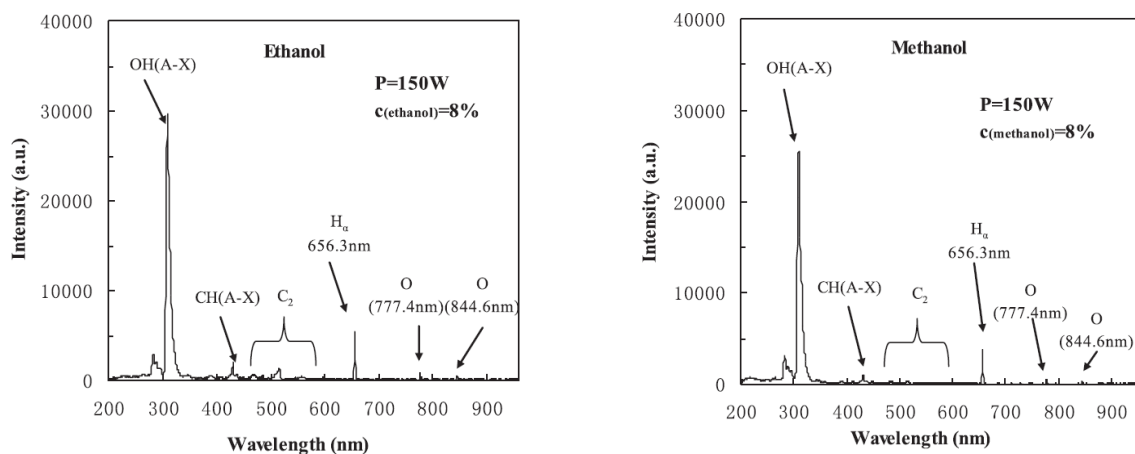 40000
30000
20000
10000
0
Intensity (a.u.)
Ethanol
OH(A-X)
P=150W
c(ethanol)=8%
Hα
656.3nm
CH(A-X)
C2
O
(777.4nm)
O
(844.6nm)
200 300 400 500 600 700 800 900
Wavelength (nm)
40000
30000
20000
10000
0
Intensity (a.u.)
Methanol
OH(A-X)
P=150W
c(methanol)=8%
Hα
656.3nm
CH(A-X)
C2
O
(777.4nm)
O
(844.6nm)
200 300 400 500 600 700 800 900
Wavelength (nm)